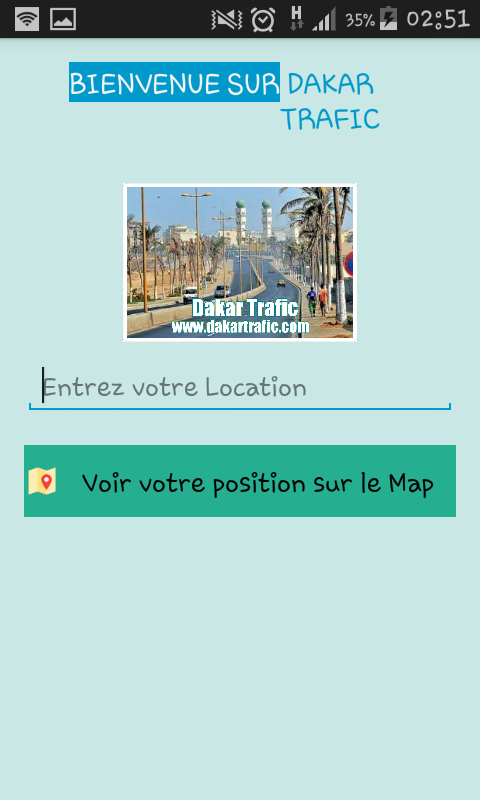 H 35% 02:51
BIENVENUE SUR DAKAR
TRAFIC
Dakar Trafic
www.dakartrafic.com
Entrez votre Location
Voir votre position sur le Map